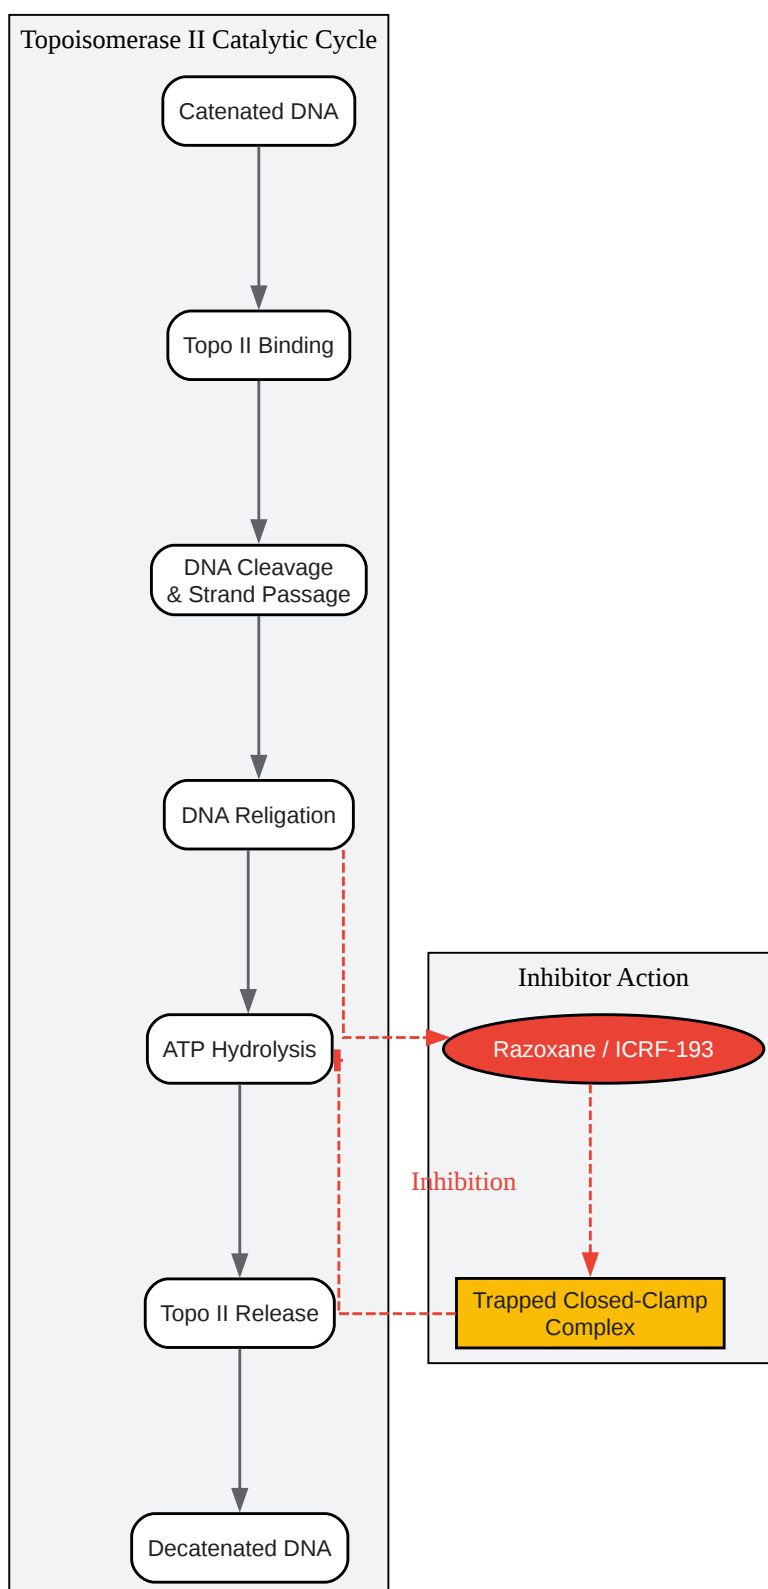 Topoisomerase II Catalytic Cycle
Catenated DNA
Topo II Binding
DNA Cleavage
& Strand Passage
DNA Religation
Inhibitor Action
ATP Hydrolysis
Razoxane / ICRF-193
Inhibition
Topo II Release
Trapped Closed-Clamp
Complex
Decatenated DNA